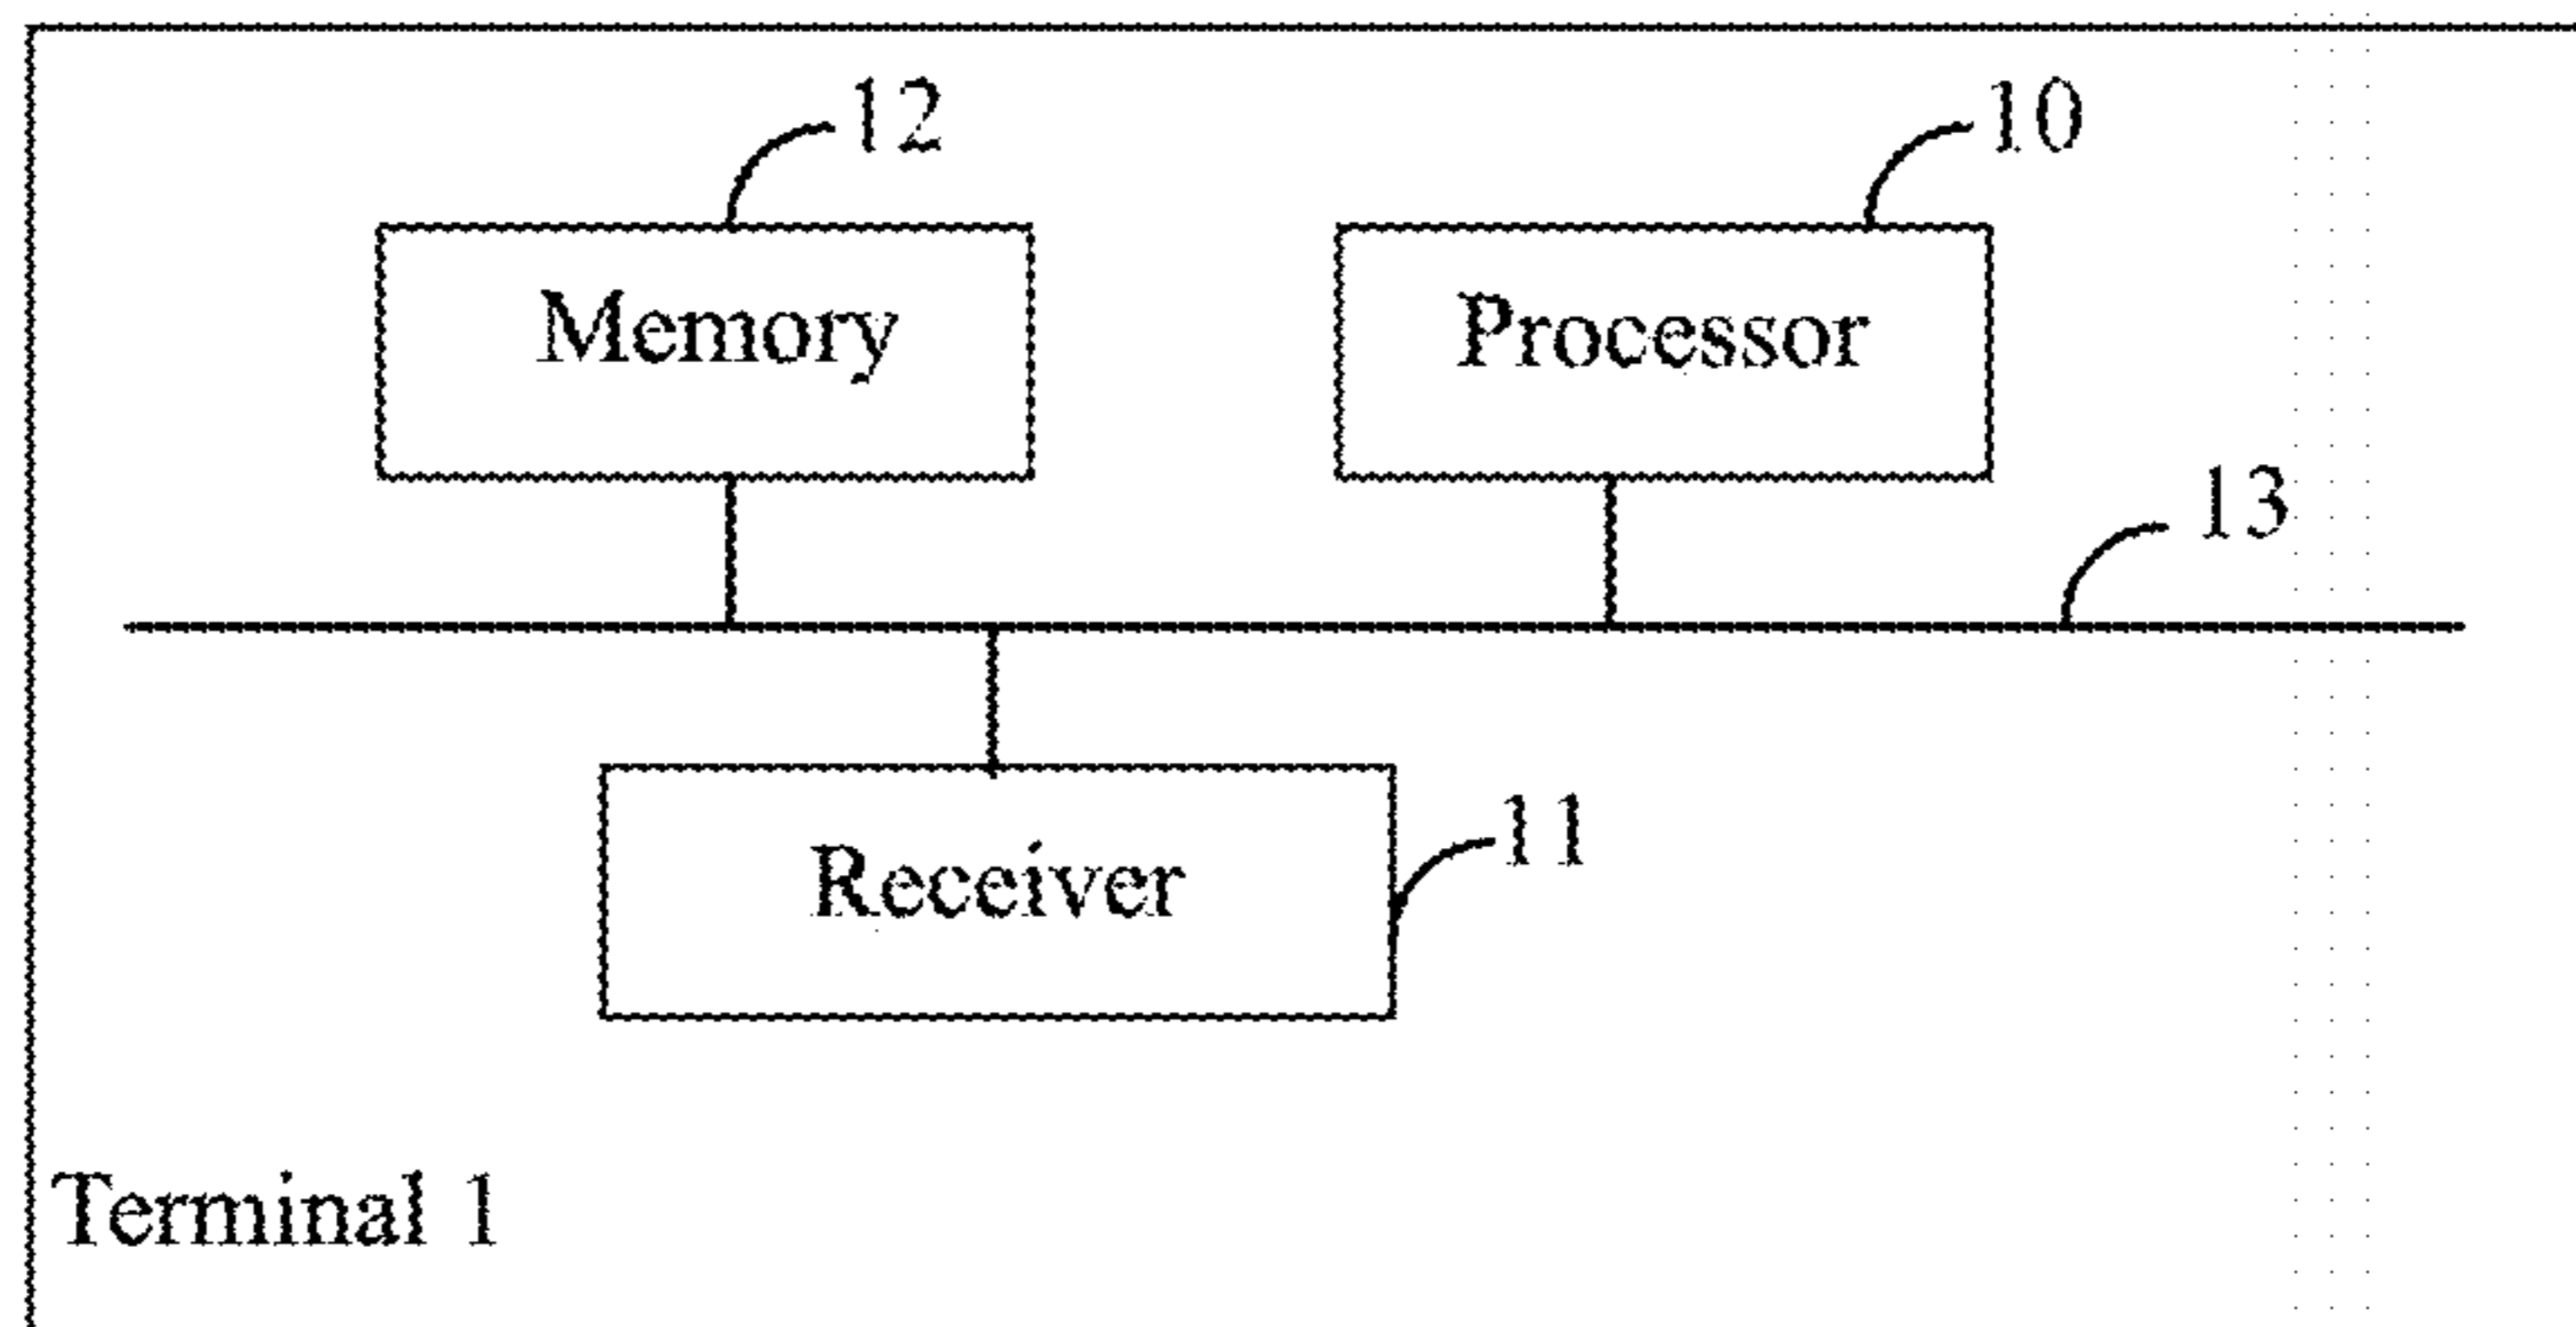 12
10
Memory
Processor
13
11
Receiver
Terminal 1